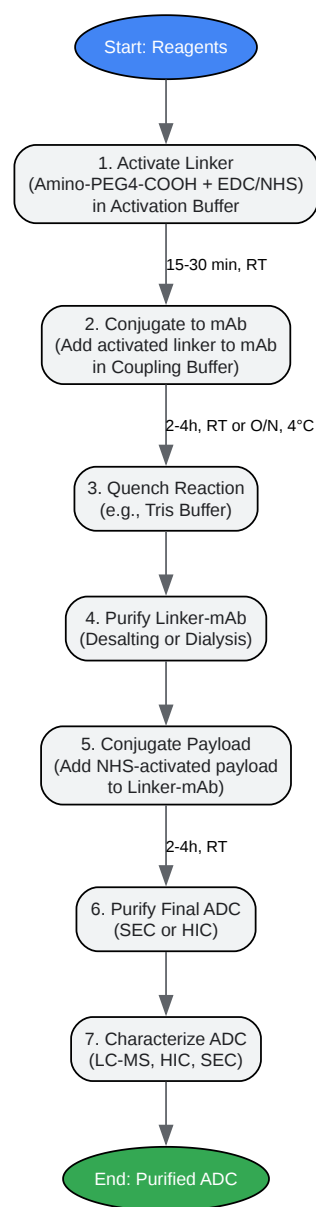 Start: Reagents
1. Activate Linker
(Amino-PEG4-COOH + EDC/NHS)
in Activation Buffer
15-30 min, RT
2. Conjugate to mAb
(Add activated linker to mAb
in Coupling Buffer)
2-4h, RT or O/N, 4°C
3. Quench Reaction
(e.g., Tris Buffer)
4. Purify Linker-mAb
(Desalting or Dialysis)
5. Conjugate Payload
(Add NHS-activated payload
to Linker-mAb)
2-4h, RT
6. Purify Final ADC
(SEC or HIC)
7. Characterize ADC
(LC-MS, HIC, SEC)
End: Purified ADC